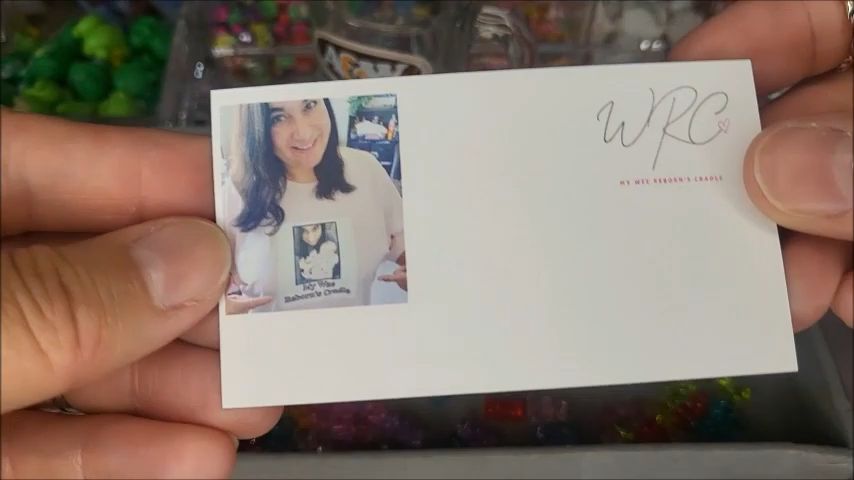 WRC
MY WEE REBORN'S CRADLE
My Wee
Reborn's Cradle
A&W